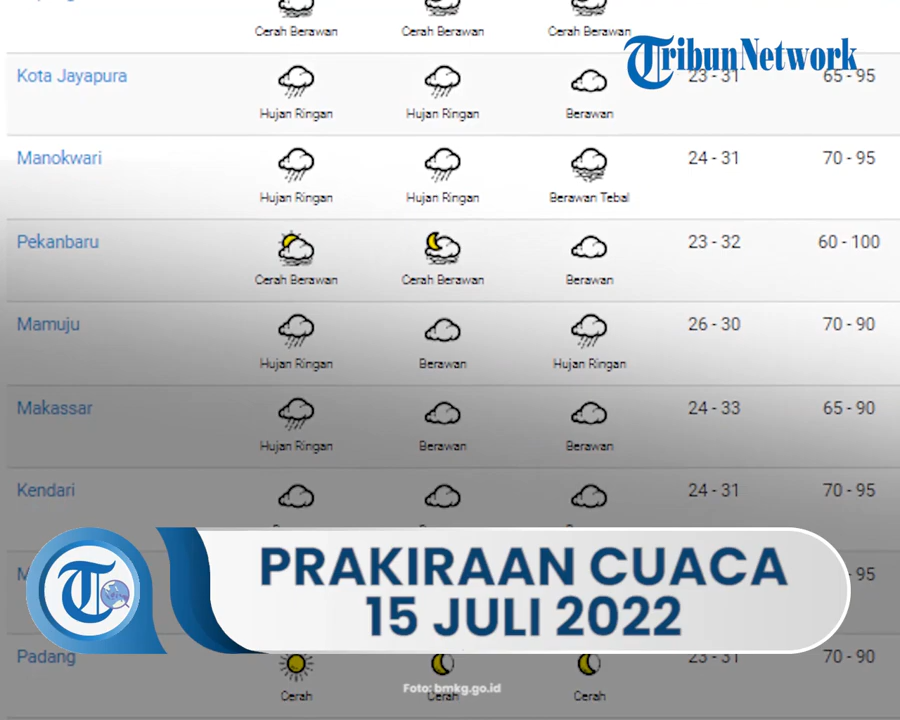 Cerah Berawan Cerah Berawan Cerah Berawan
TribunNetwork
Kota Jayapura 23 - 31 65 - 95
Hujan Ringan Hujan Ringan Berawan
Manokwari 24 - 31 70 - 95
Hujan Ringan Hujan Ringan Berawan Tebal
Pekanbaru 23 - 32 60 - 100
Cerah Berawan Cerah Berawan Berawan
Mamuju 26 - 30 70 - 90
Hujan Ringan Berawan Hujan Ringan
Makassar 24 - 33 65 - 90
Hujan Ringan Berawan Berawan
Kendari 24 - 31 70 - 95
T
PRAKIRAAN CUACA
15 JULI 2022
M - 95
Padang 23 - 31 70 - 90
Foto: bmkg.go.id
Cerah Cerah Cerah